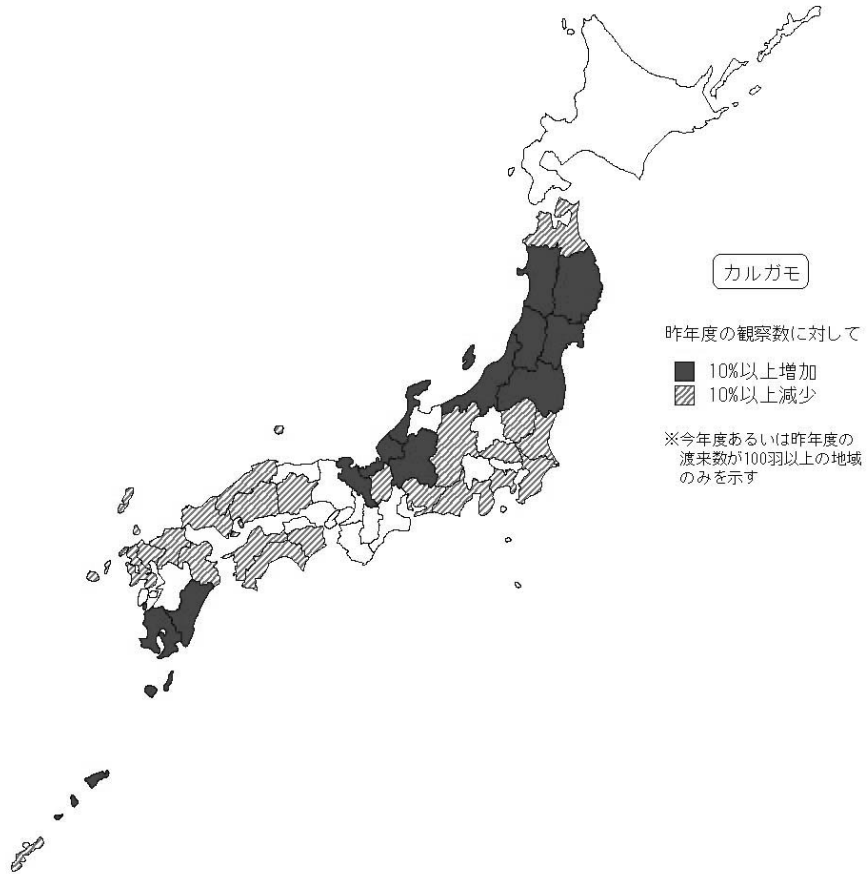 カルガモ
昨年度の観察数に対して
10%以上増加
10%以上減少
※今年度あるいは昨年度の
渡来数が100羽以上の地域
のみを示す